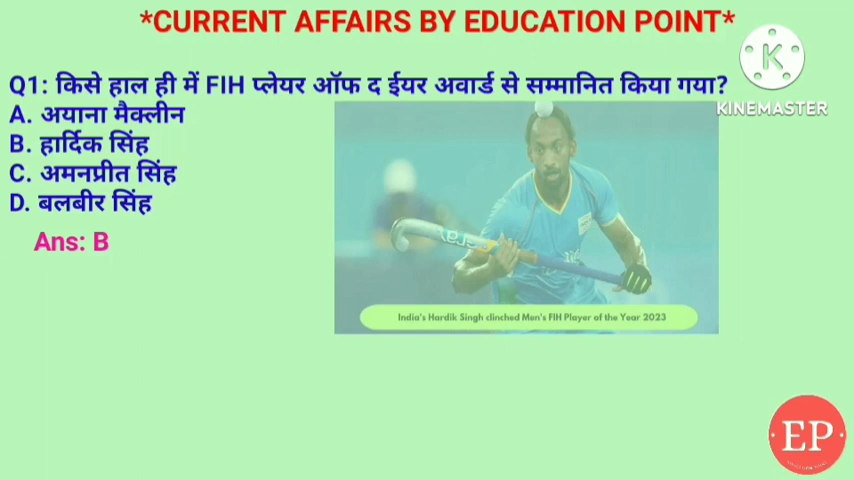 *CURRENT AFFAIRS BY EDUCATION POINT*
KINEMASTER
Q1: किसे हाल ही में FIH प्लेयर ऑफ द ईयर अवार्ड से सम्मानित किया गया?
A. अयाना मैक्लीन
B. हार्दिक सिंह
C. अमनप्रीत सिंह
D. बलबीर सिंह
Ans: B
India's Hardik Singh clinched Men's FIH Player of the Year 2023
EP